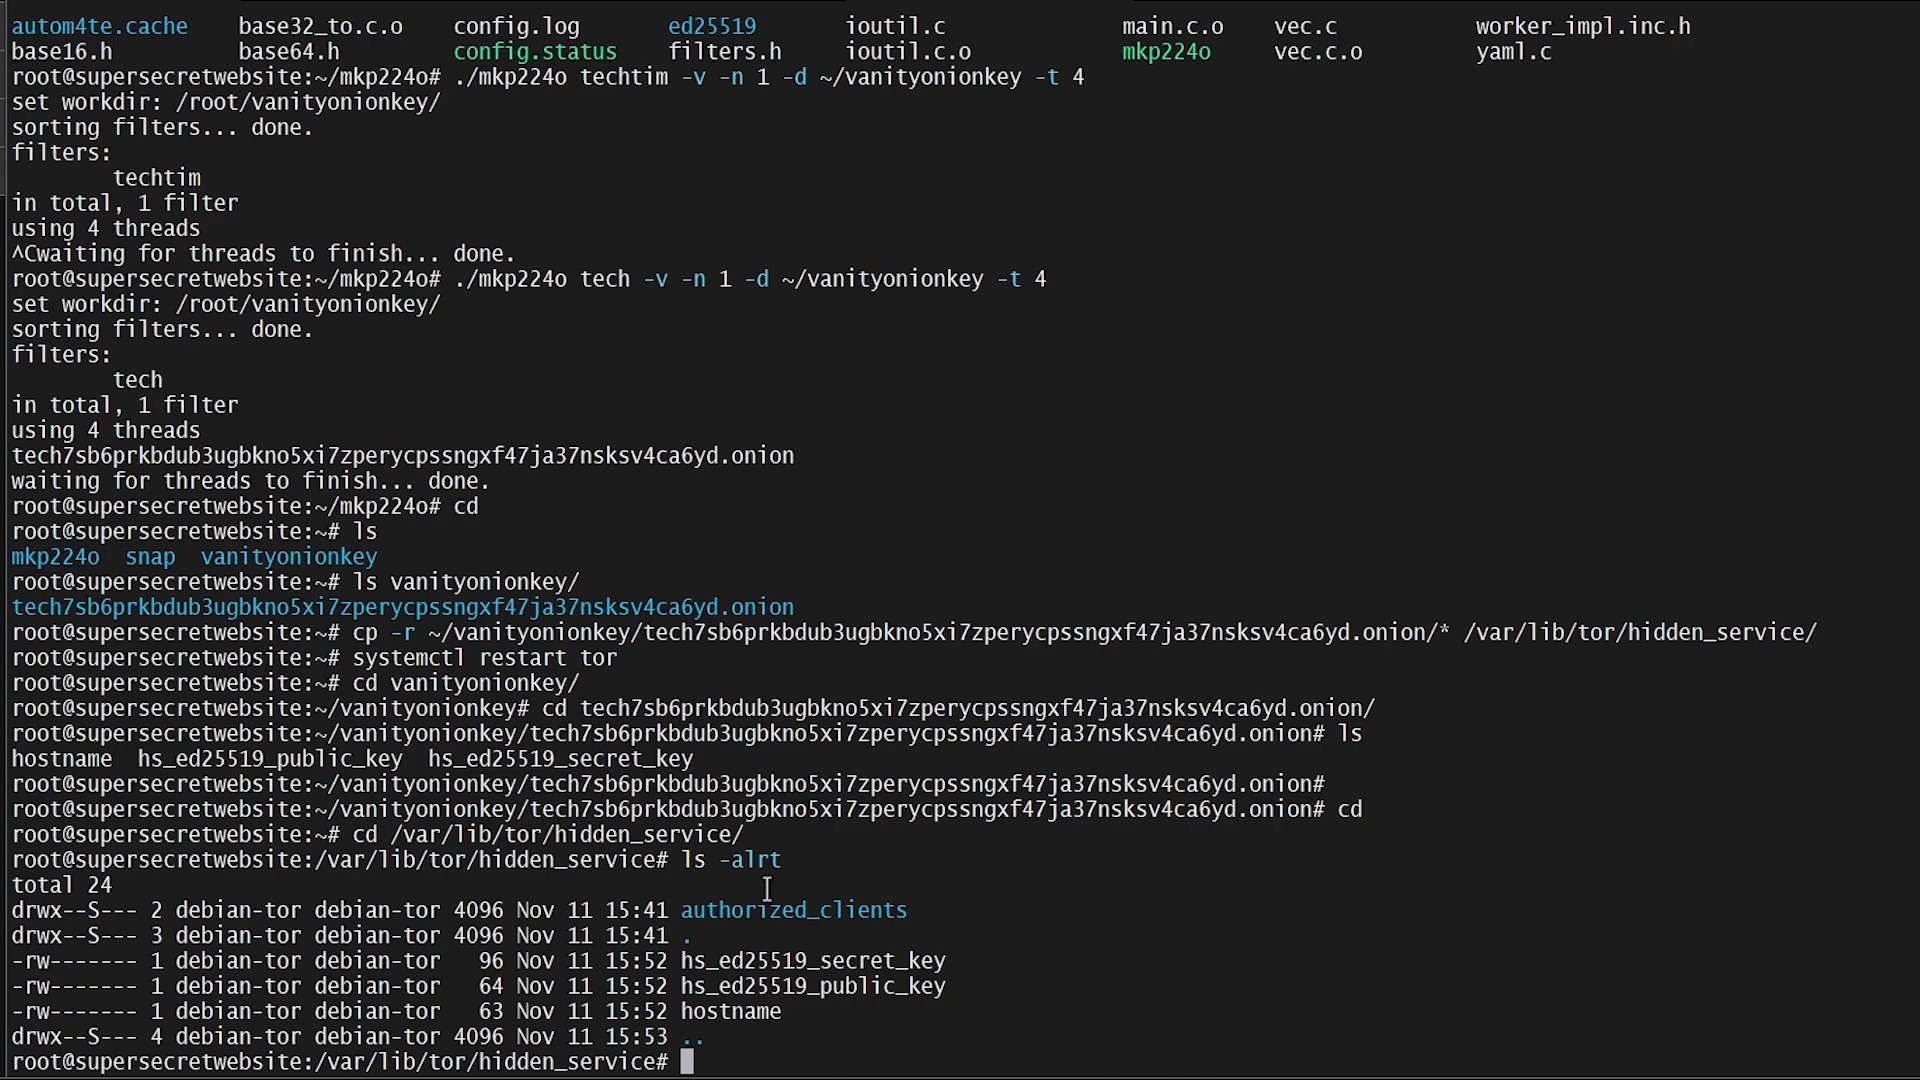 autom4te.cache    base32_to.c.o    config.log    ed25519    ioutil.c    main.c.o    vec.c    worker_impl.inc.h
base16.h    base64.h    config.status    filters.h    ioutil.c.o    mkp224o    vec.c.o    yaml.c
root@supersecretwebsite:~/mkp224o# ./mkp224o techtim -v -n 1 -d ~/vanityonionkey -t 4
set workdir: /root/vanityonionkey/
sorting filters... done.
filters:
        techtim
in total, 1 filter
using 4 threads
^Cwaiting for threads to finish... done.
root@supersecretwebsite:~/mkp224o# ./mkp224o tech -v -n 1 -d ~/vanityonionkey -t 4
set workdir: /root/vanityonionkey/
sorting filters... done.
filters:
        tech
in total, 1 filter
using 4 threads
tech7sb6prkbdub3ugbkno5xi7zperycpssngxf47ja37nsksv4ca6yd.onion
waiting for threads to finish... done.
root@supersecretwebsite:~/mkp224o# cd
root@supersecretwebsite:~# ls
mkp224o  snap  vanityonionkey
root@supersecretwebsite:~# ls vanityonionkey/
tech7sb6prkbdub3ugbkno5xi7zperycpssngxf47ja37nsksv4ca6yd.onion
root@supersecretwebsite:~# cp -r ~/vanityonionkey/tech7sb6prkbdub3ugbkno5xi7zperycpssngxf47ja37nsksv4ca6yd.onion/* /var/lib/tor/hidden_service/
root@supersecretwebsite:~# systemctl restart tor
root@supersecretwebsite:~# cd vanityonionkey/
root@supersecretwebsite:~/vanityonionkey# cd tech7sb6prkbdub3ugbkno5xi7zperycpssngxf47ja37nsksv4ca6yd.onion/
root@supersecretwebsite:~/vanityonionkey/tech7sb6prkbdub3ugbkno5xi7zperycpssngxf47ja37nsksv4ca6yd.onion# ls
hostname  hs_ed25519_public_key  hs_ed25519_secret_key
root@supersecretwebsite:~/vanityonionkey/tech7sb6prkbdub3ugbkno5xi7zperycpssngxf47ja37nsksv4ca6yd.onion#
root@supersecretwebsite:~/vanityonionkey/tech7sb6prkbdub3ugbkno5xi7zperycpssngxf47ja37nsksv4ca6yd.onion# cd
root@supersecretwebsite:~# cd /var/lib/tor/hidden_service/
root@supersecretwebsite:/var/lib/tor/hidden_service# ls -alrt
total 24
drwx--S--- 2 debian-tor debian-tor 4096 Nov 11 15:41 authorized_clients
drwx--S--- 3 debian-tor debian-tor 4096 Nov 11 15:41 .
-rw------- 1 debian-tor debian-tor   96 Nov 11 15:52 hs_ed25519_secret_key
-rw------- 1 debian-tor debian-tor   64 Nov 11 15:52 hs_ed25519_public_key
-rw------- 1 debian-tor debian-tor   63 Nov 11 15:52 hostname
drwx--S--- 4 debian-tor debian-tor 4096 Nov 11 15:53 ..
root@supersecretwebsite:/var/lib/tor/hidden_service#